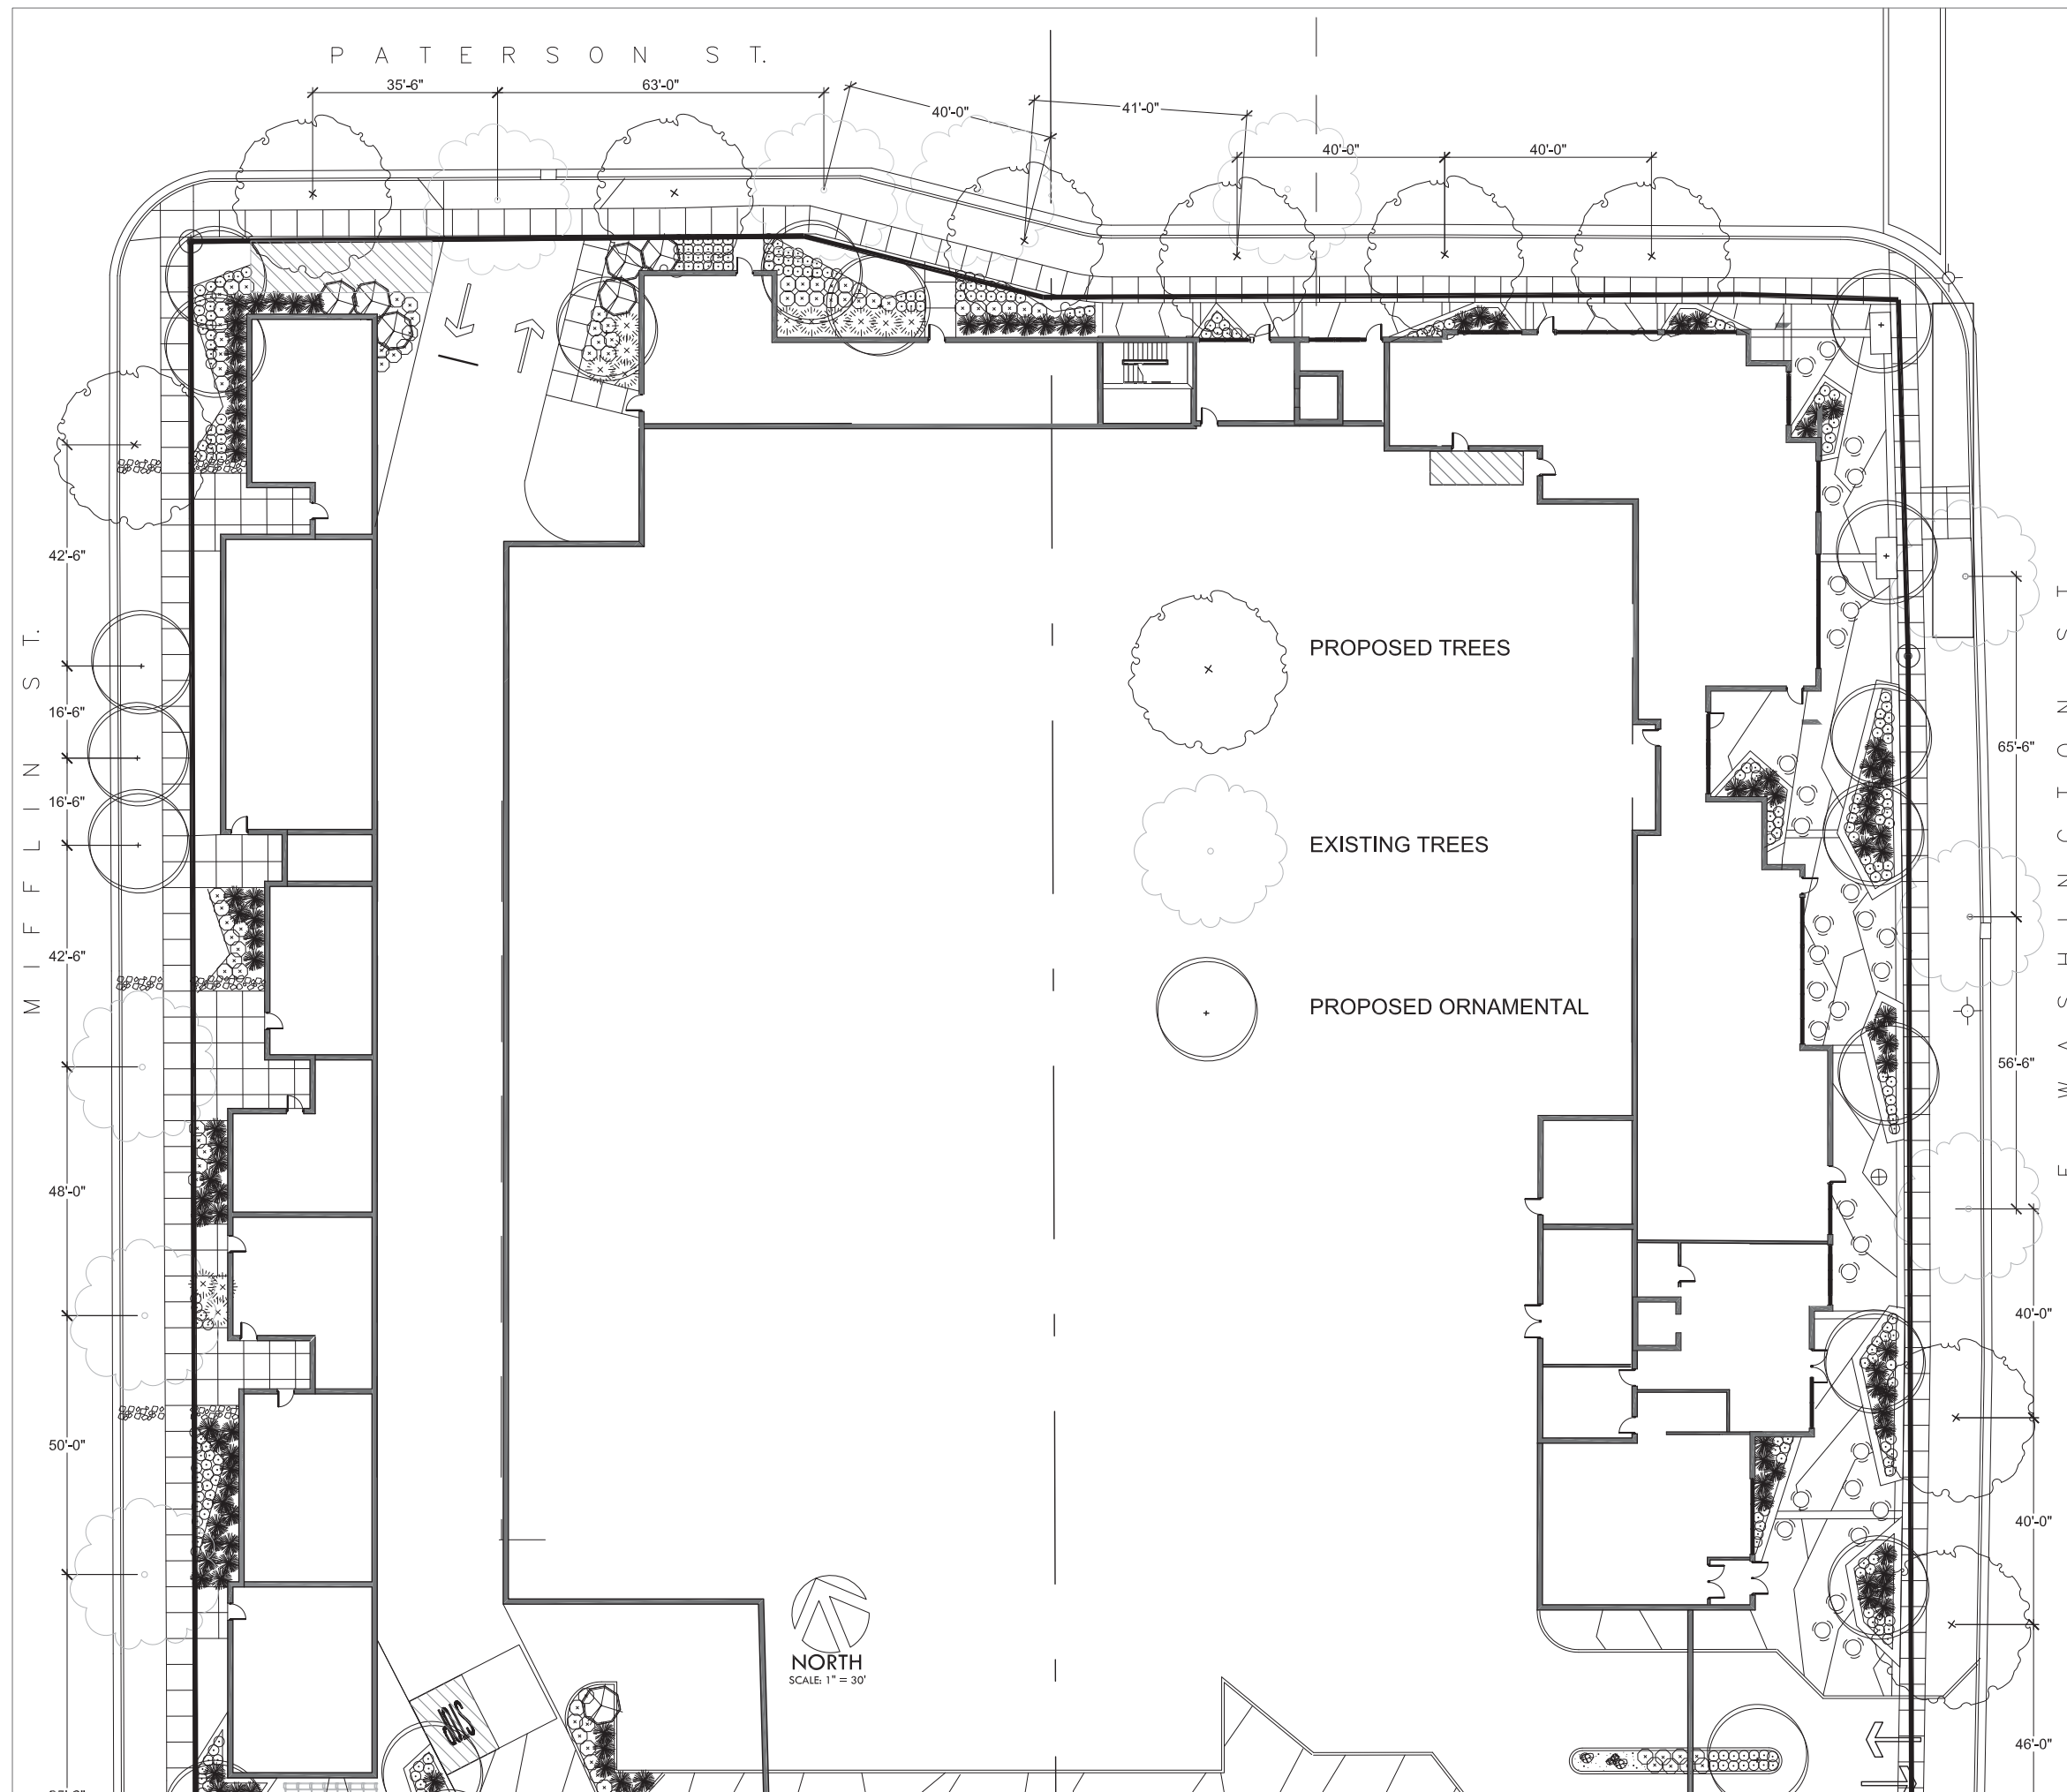 PATERSON ST.
35'-6"
63'-0"
40'-0"
41'-0"
40'-0"
40'-0"
MIFFLIN ST.
42'-6"
16'-6"
16'-6"
42'-6"
48'-0"
50'-0"
PROPOSED TREES
EXISTING TREES
PROPOSED ORNAMENTAL
E WASHINGTON ST
65'-6"
56'-6"
40'-0"
40'-0"
46'-0"
NORTH
SCALE: 1" = 30'